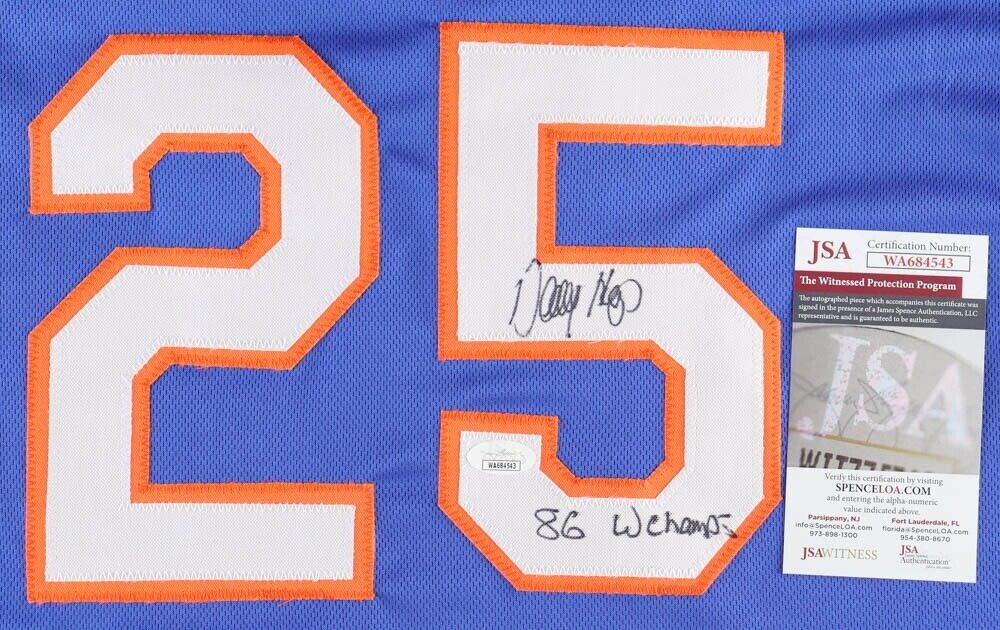 25
86 W Champs
WA684543
JSA
Certification Number:
WA684543
The Witnessed Protection Program
The autographed piece which accompanies this certificate was
signed in the presence of a James Spence Authentication, LLC
representative and is guaranteed to be authentic.
JSA
Verify this certification by visiting
SPENCELOA.COM
and entering the alpha-numeric
value indicated above.
Parsippany, NJ
info@SpenceLOA.com
973-898-1300
Fort Lauderdale, FL
florida@SpenceLOA.com
954-380-8670
JSAWITNESS
JSA
Authentication